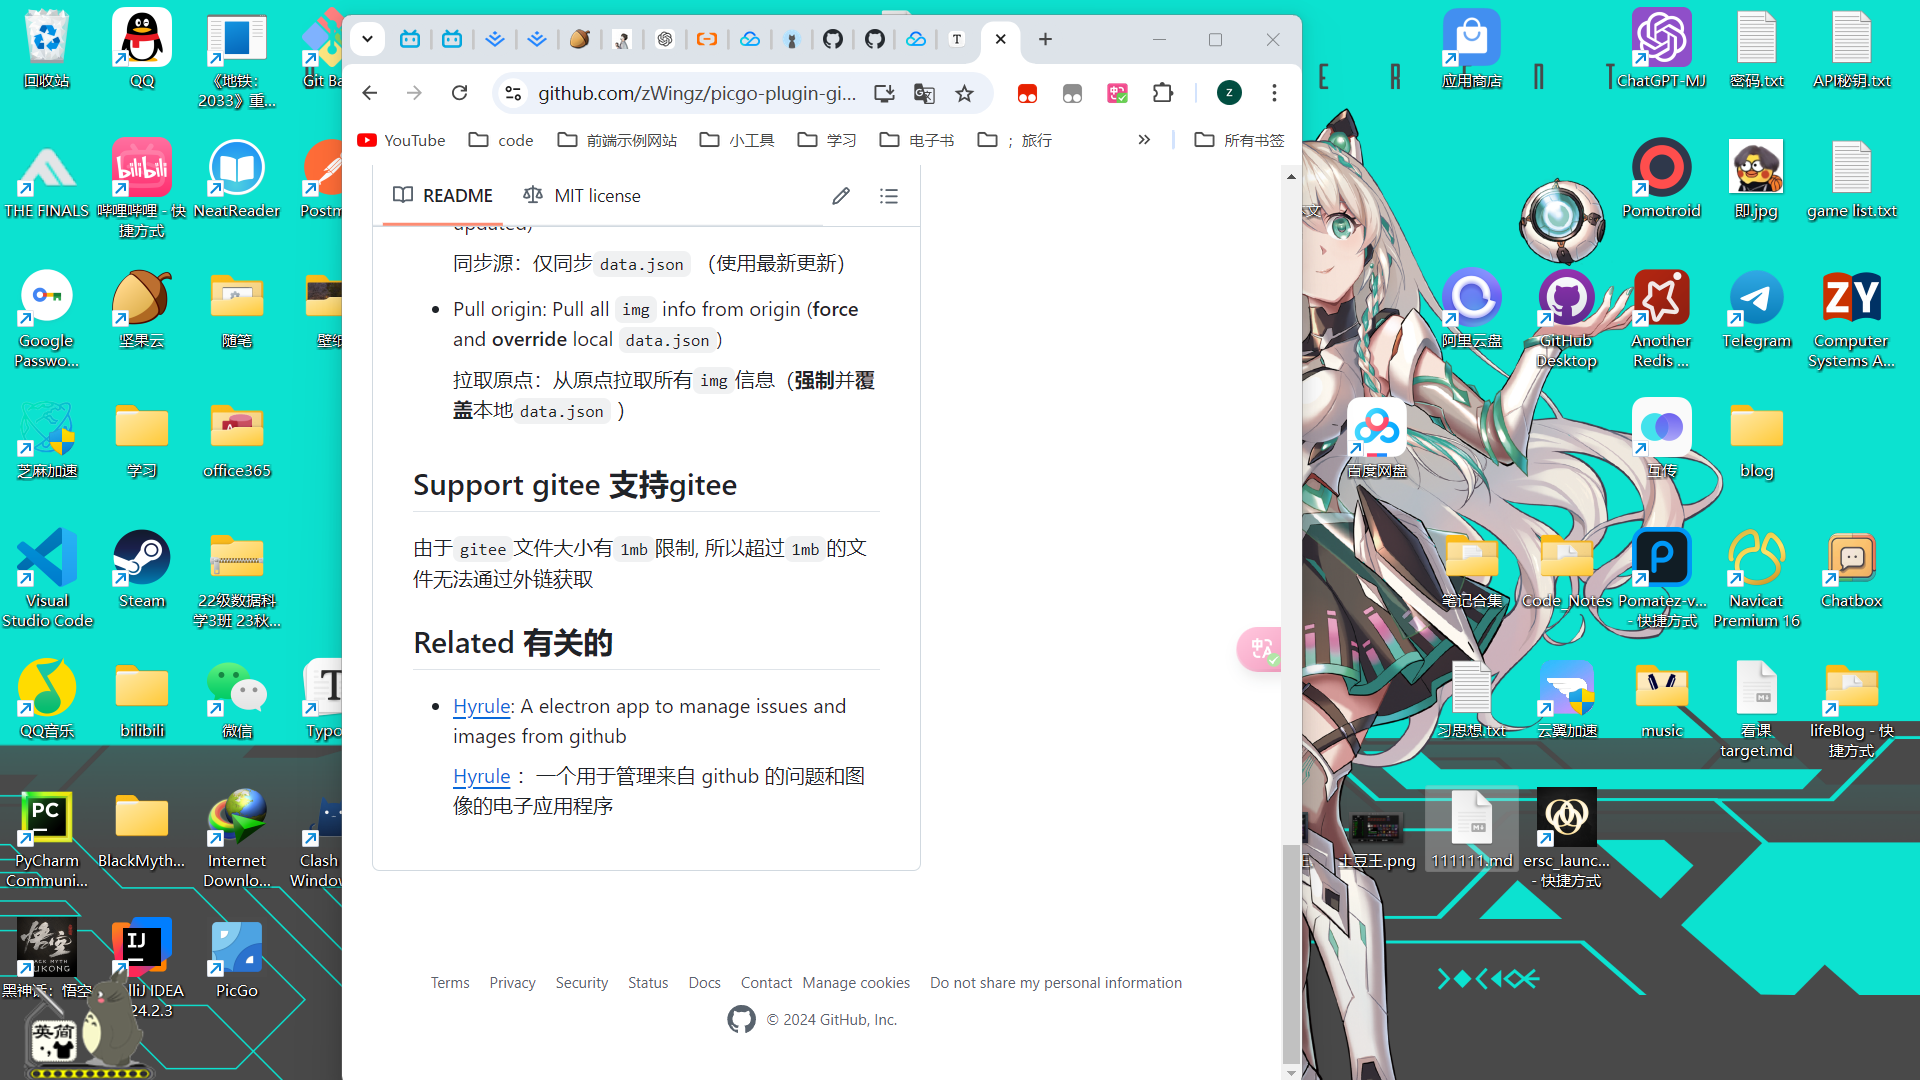 回收站
QQ
《地铁：
2033》重...
Git Ba
THE FINALS
哔哩哔哩 - 快
捷方式
NeatReader
Postm
Google
Passwo...
坚果云
随笔
壁纸
芝麻加速
学习
office365
Visual
Studio Code
Steam
22级数据科
学3班 23秋...
QQ音乐
bilibili
微信
Typo
PyCharm
Communi...
BlackMyth...
Internet
Downlo...
Clash
Window
黑神话：悟空
lliJ IDEA
24.2.3
PicGo
英简
github.com/zWingz/picgo-plugin-gi...
YouTube
code
前端示例网站
小工具
学习
电子书
；旅行
所有书签
README
MIT license
updated)
同步源：仅同步 data.json （使用最新更新）
Pull origin: Pull all img info from origin (force
and override local data.json )
拉取原点：从原点拉取所有 img 信息（强制并覆
盖本地 data.json ）
Support gitee 支持gitee
由于 gitee 文件大小有 1mb 限制, 所以超过 1mb 的文
件无法通过外链获取
Related 有关的
Hyrule: A electron app to manage issues and
images from github
Hyrule ：一个用于管理来自 github 的问题和图
像的电子应用程序
Terms Privacy Security Status Docs Contact Manage cookies Do not share my personal information
© 2024 GitHub, Inc.
E R N T
应用商店
ChatGPT-MJ
密码.txt
API秘钥.txt
Pomotroid
即.jpg
game list.txt
阿里云盘
GitHub
Desktop
Another
Redis ...
Telegram
Computer
Systems A...
百度网盘
互传
blog
笔记合集
Code_Notes
Pomatez-v...
- 快捷方式
Navicat
Premium 16
Chatbox
习思想.txt
云翼加速
music
看课
target.md
lifeBlog - 快
捷方式
土豆王.png
111111.md
ersc_launc...
- 快捷方式